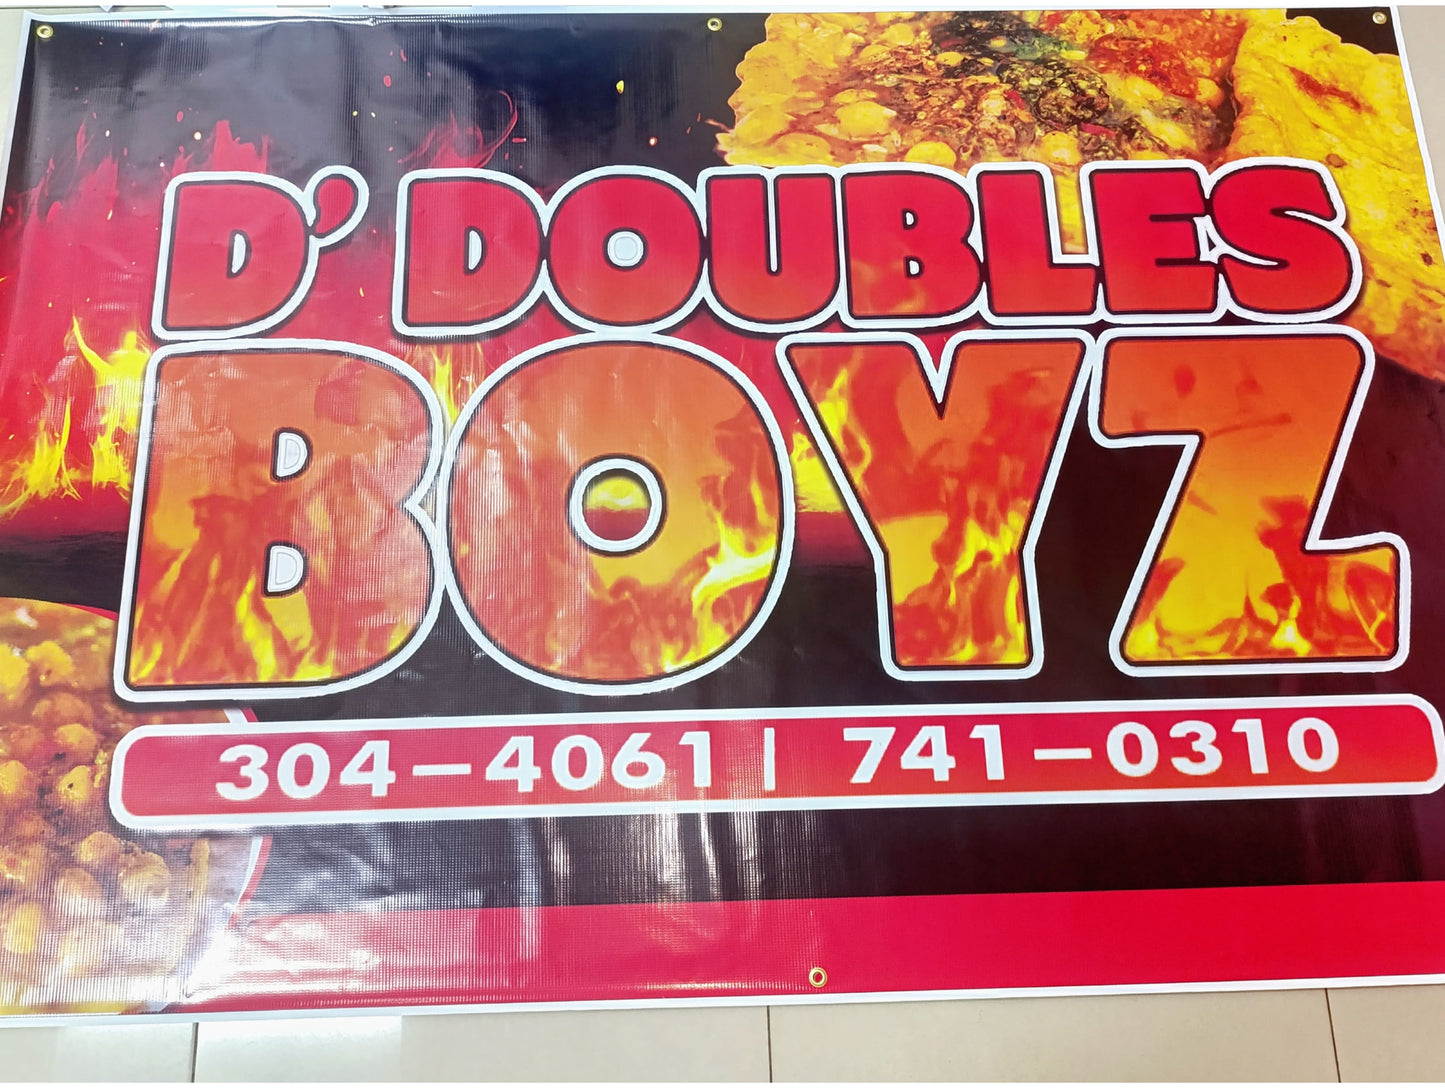 D' DOUBLES
BOYZ
304-4061 | 741-0310